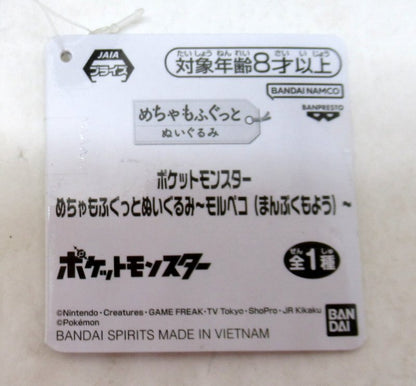 JAIA
プライズ
たいしょうねんれい さい いじょう
対象年齢8才以上
BANDAI NAMCO
BANPRESTO
めちゃもふぐっと
ぬいぐるみ
ポケットモンスター
めちゃもふぐっとぬいぐるみ~モルペコ(まんぷくもよう)~
ポケットモンスター
ぜん しゅ
全1種
©Nintendo・Creatures・GAME FREAK・TV Tokyo・ShoPro・JR Kikaku
©Pokémon
BANDAI SPIRITS MADE IN VIETNAM
BAN
DAI